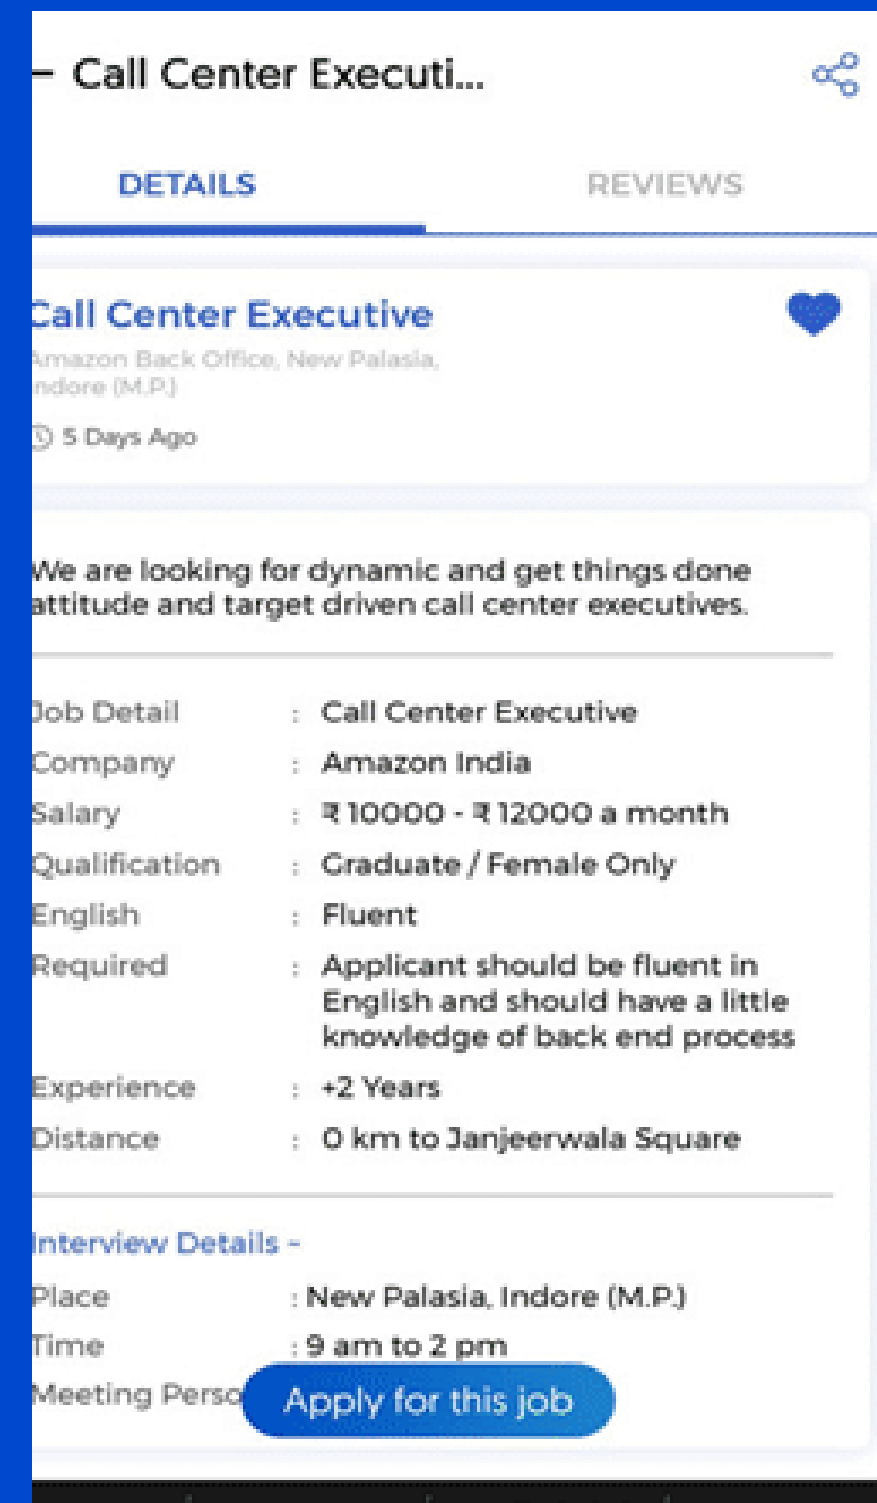 Call Center Executi...
DETAILS
REVIEWS
Call Center Executive
Amazon Back Office, New Palasia,
Indore (M.P.)
5 Days Ago
We are looking for dynamic and get things done
attitude and target driven call center executives.
Job Detail : Call Center Executive
Company : Amazon India
Salary : ₹ 10000 - ₹ 12000 a month
Qualification : Graduate / Female Only
English : Fluent
Required : Applicant should be fluent in
English and should have a little
knowledge of back end process
Experience : +2 Years
Distance : 0 km to Janjeerwala Square
Interview Details -
Place : New Palasia, Indore (M.P.)
Time : 9 am to 2 pm
Meeting Perso
Apply for this job